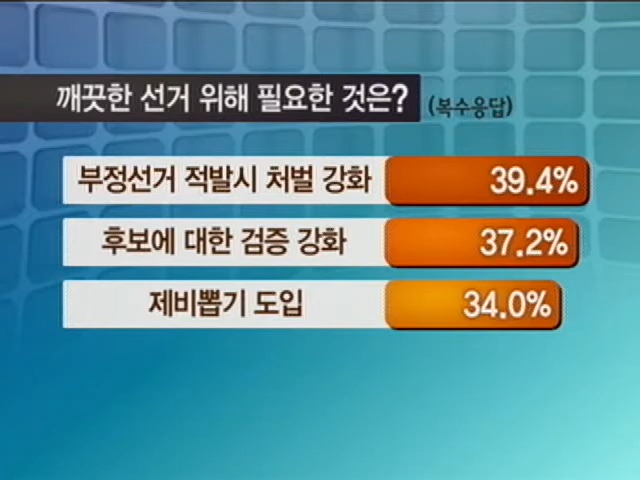 깨끗한 선거 위해 필요한 것은? (복수응답)
부정선거 적발시 처벌 강화 39.4%
후보에 대한 검증 강화 37.2%
제비뽑기 도입 34.0%